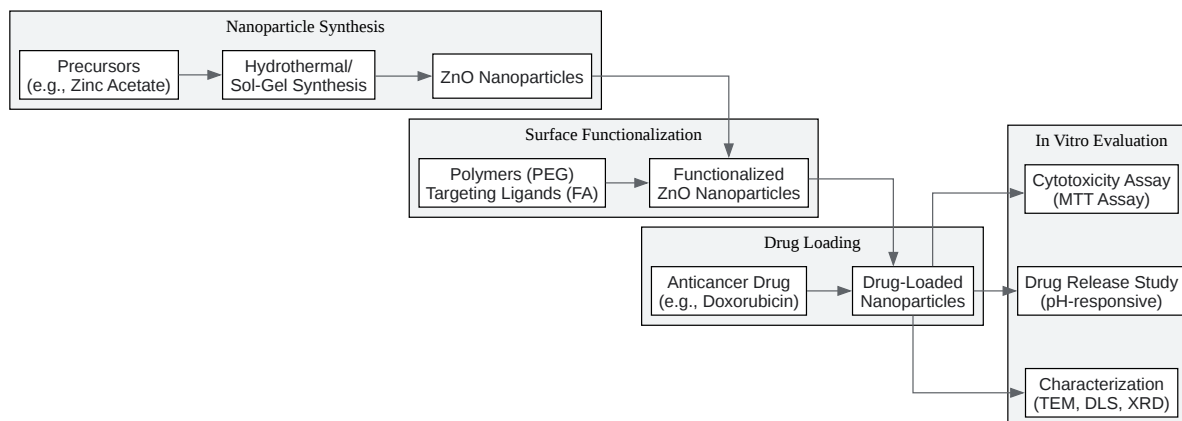 Nanoparticle Synthesis
Precursors
(e.g., Zinc Acetate)
Hydrothermal/
Sol-Gel Synthesis
ZnO Nanoparticles
Surface Functionalization
Polymers (PEG)
Targeting Ligands (FA)
Functionalized
ZnO Nanoparticles
Drug Loading
Anticancer Drug
(e.g., Doxorubicin)
Drug-Loaded
Nanoparticles
In Vitro Evaluation
Cytotoxicity Assay
(MTT Assay)
Drug Release Study
(pH-responsive)
Characterization
(TEM, DLS, XRD)